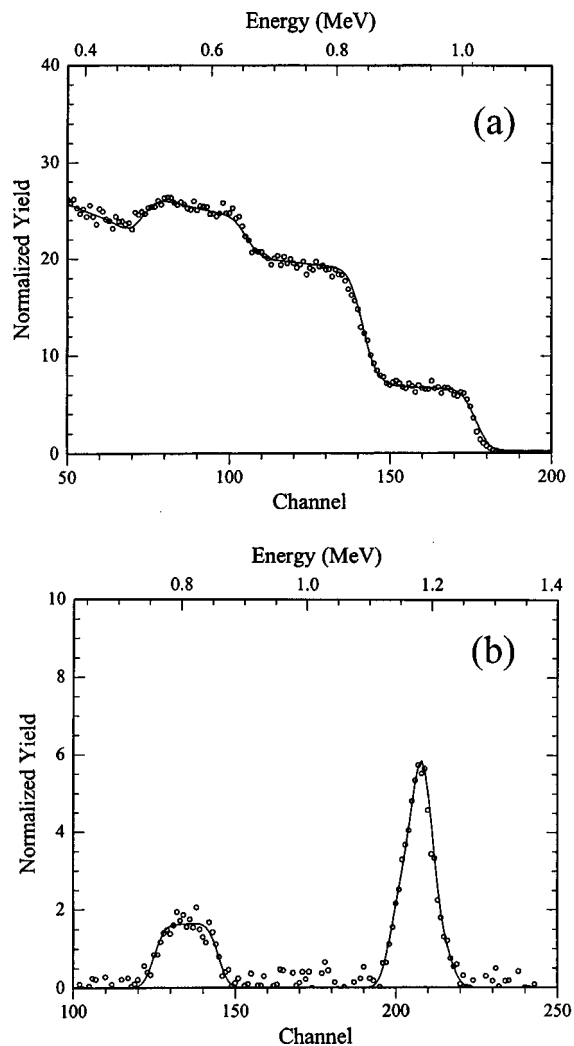 Energy (MeV)
0.4 0.6 0.8 1.0
40
30
20
10
0
Normalized Yield
(a)
50 100 150 200
Channel
Energy (MeV)
0.8 1.0 1.2 1.4
10
8
6
4
2
0
Normalized Yield
(b)
100 150 200 250
Channel